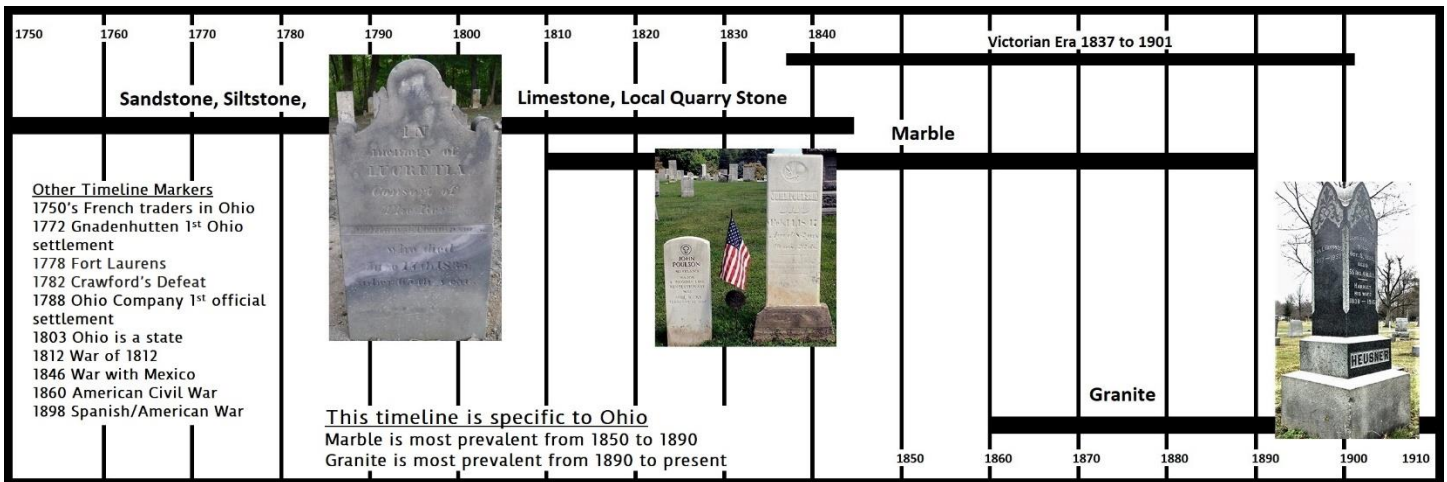 1750 1760 1770 1780 1790 1800 1810 1820 1830 1840
Victorian Era 1837 to 1901
Sandstone, Siltstone,
Limestone, Local Quarry Stone
Marble
Other Timeline Markers
1750's French traders in Ohio
1772 Gnadenhutten 1st Ohio
settlement
1778 Fort Laurens
1782 Crawford's Defeat
1788 Ohio Company 1st official
settlement
1803 Ohio is a state
1812 War of 1812
1846 War with Mexico
1860 American Civil War
1898 Spanish/American War
IN
memory of
LUCRETIA
Consort of
who died
JOHN
POULSON
HEUSNER
Granite
This timeline is specific to Ohio
Marble is most prevalent from 1850 to 1890
Granite is most prevalent from 1890 to present
1850 1860 1870 1880 1890 1900 1910